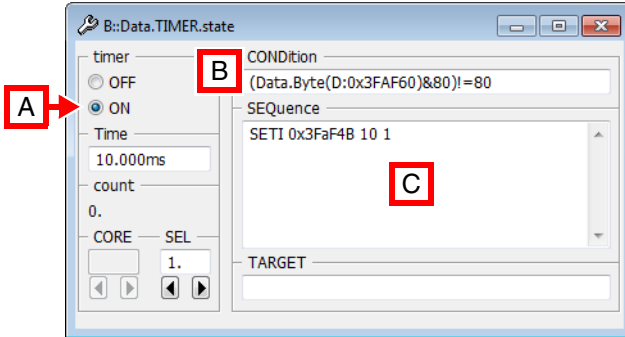 B::Data.TIMER.state
timer
OFF
ON
A
Time
10.000ms
count
0.
CORE SEL
1.
B
CONDition
(Data.Byte(D:0x3FAF60)&80)!=80
SEQuence
SETI 0x3FaF4B 10 1
C
TARGET